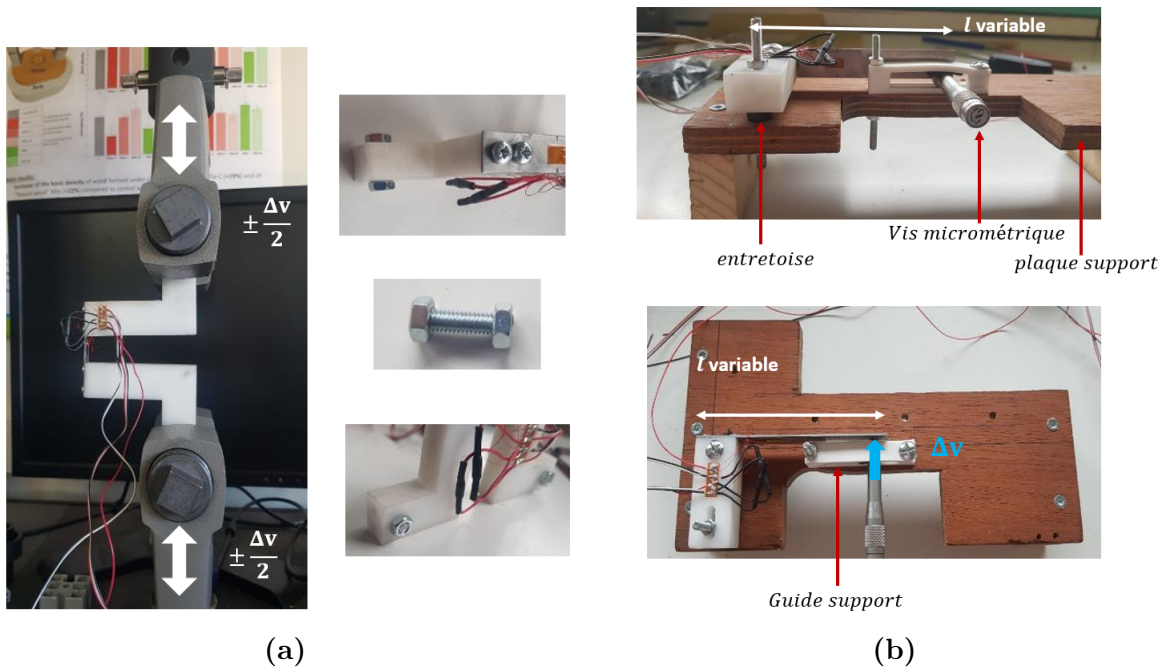 ± Δv/2
± Δv/2
(a)
l variable
entretoise
Vis micrométrique
plaque support
l variable
Δv
Guide support
(b)